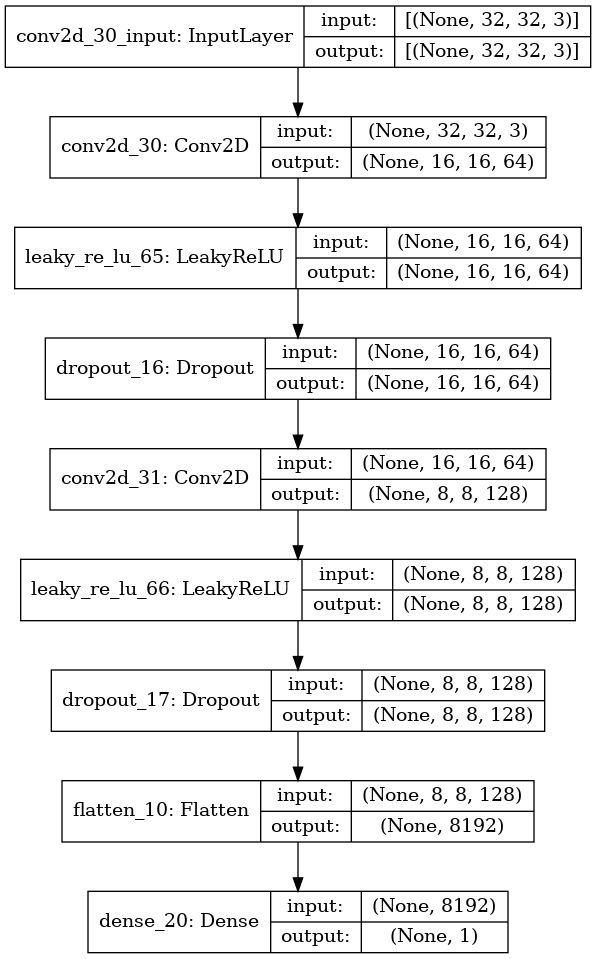 conv2d_30_input: InputLayer
input: [(None, 32, 32, 3)]
output: [(None, 32, 32, 3)]
conv2d_30: Conv2D
input: (None, 32, 32, 3)
output: (None, 16, 16, 64)
leaky_re_lu_65: LeakyReLU
input: (None, 16, 16, 64)
output: (None, 16, 16, 64)
dropout_16: Dropout
input: (None, 16, 16, 64)
output: (None, 16, 16, 64)
conv2d_31: Conv2D
input: (None, 16, 16, 64)
output: (None, 8, 8, 128)
leaky_re_lu_66: LeakyReLU
input: (None, 8, 8, 128)
output: (None, 8, 8, 128)
dropout_17: Dropout
input: (None, 8, 8, 128)
output: (None, 8, 8, 128)
flatten_10: Flatten
input: (None, 8, 8, 128)
output: (None, 8192)
dense_20: Dense
input: (None, 8192)
output: (None, 1)